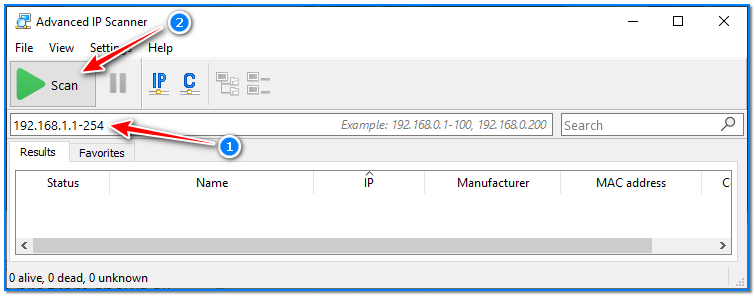 Advanced IP Scanner
2
File View Settings Help
Scan IP C
192.168.1.1-254 Example: 192.168.0.1-100, 192.168.0.200 Search
1
Results Favorites
Status Name IP Manufacturer MAC address
0 alive, 0 dead, 0 unknown